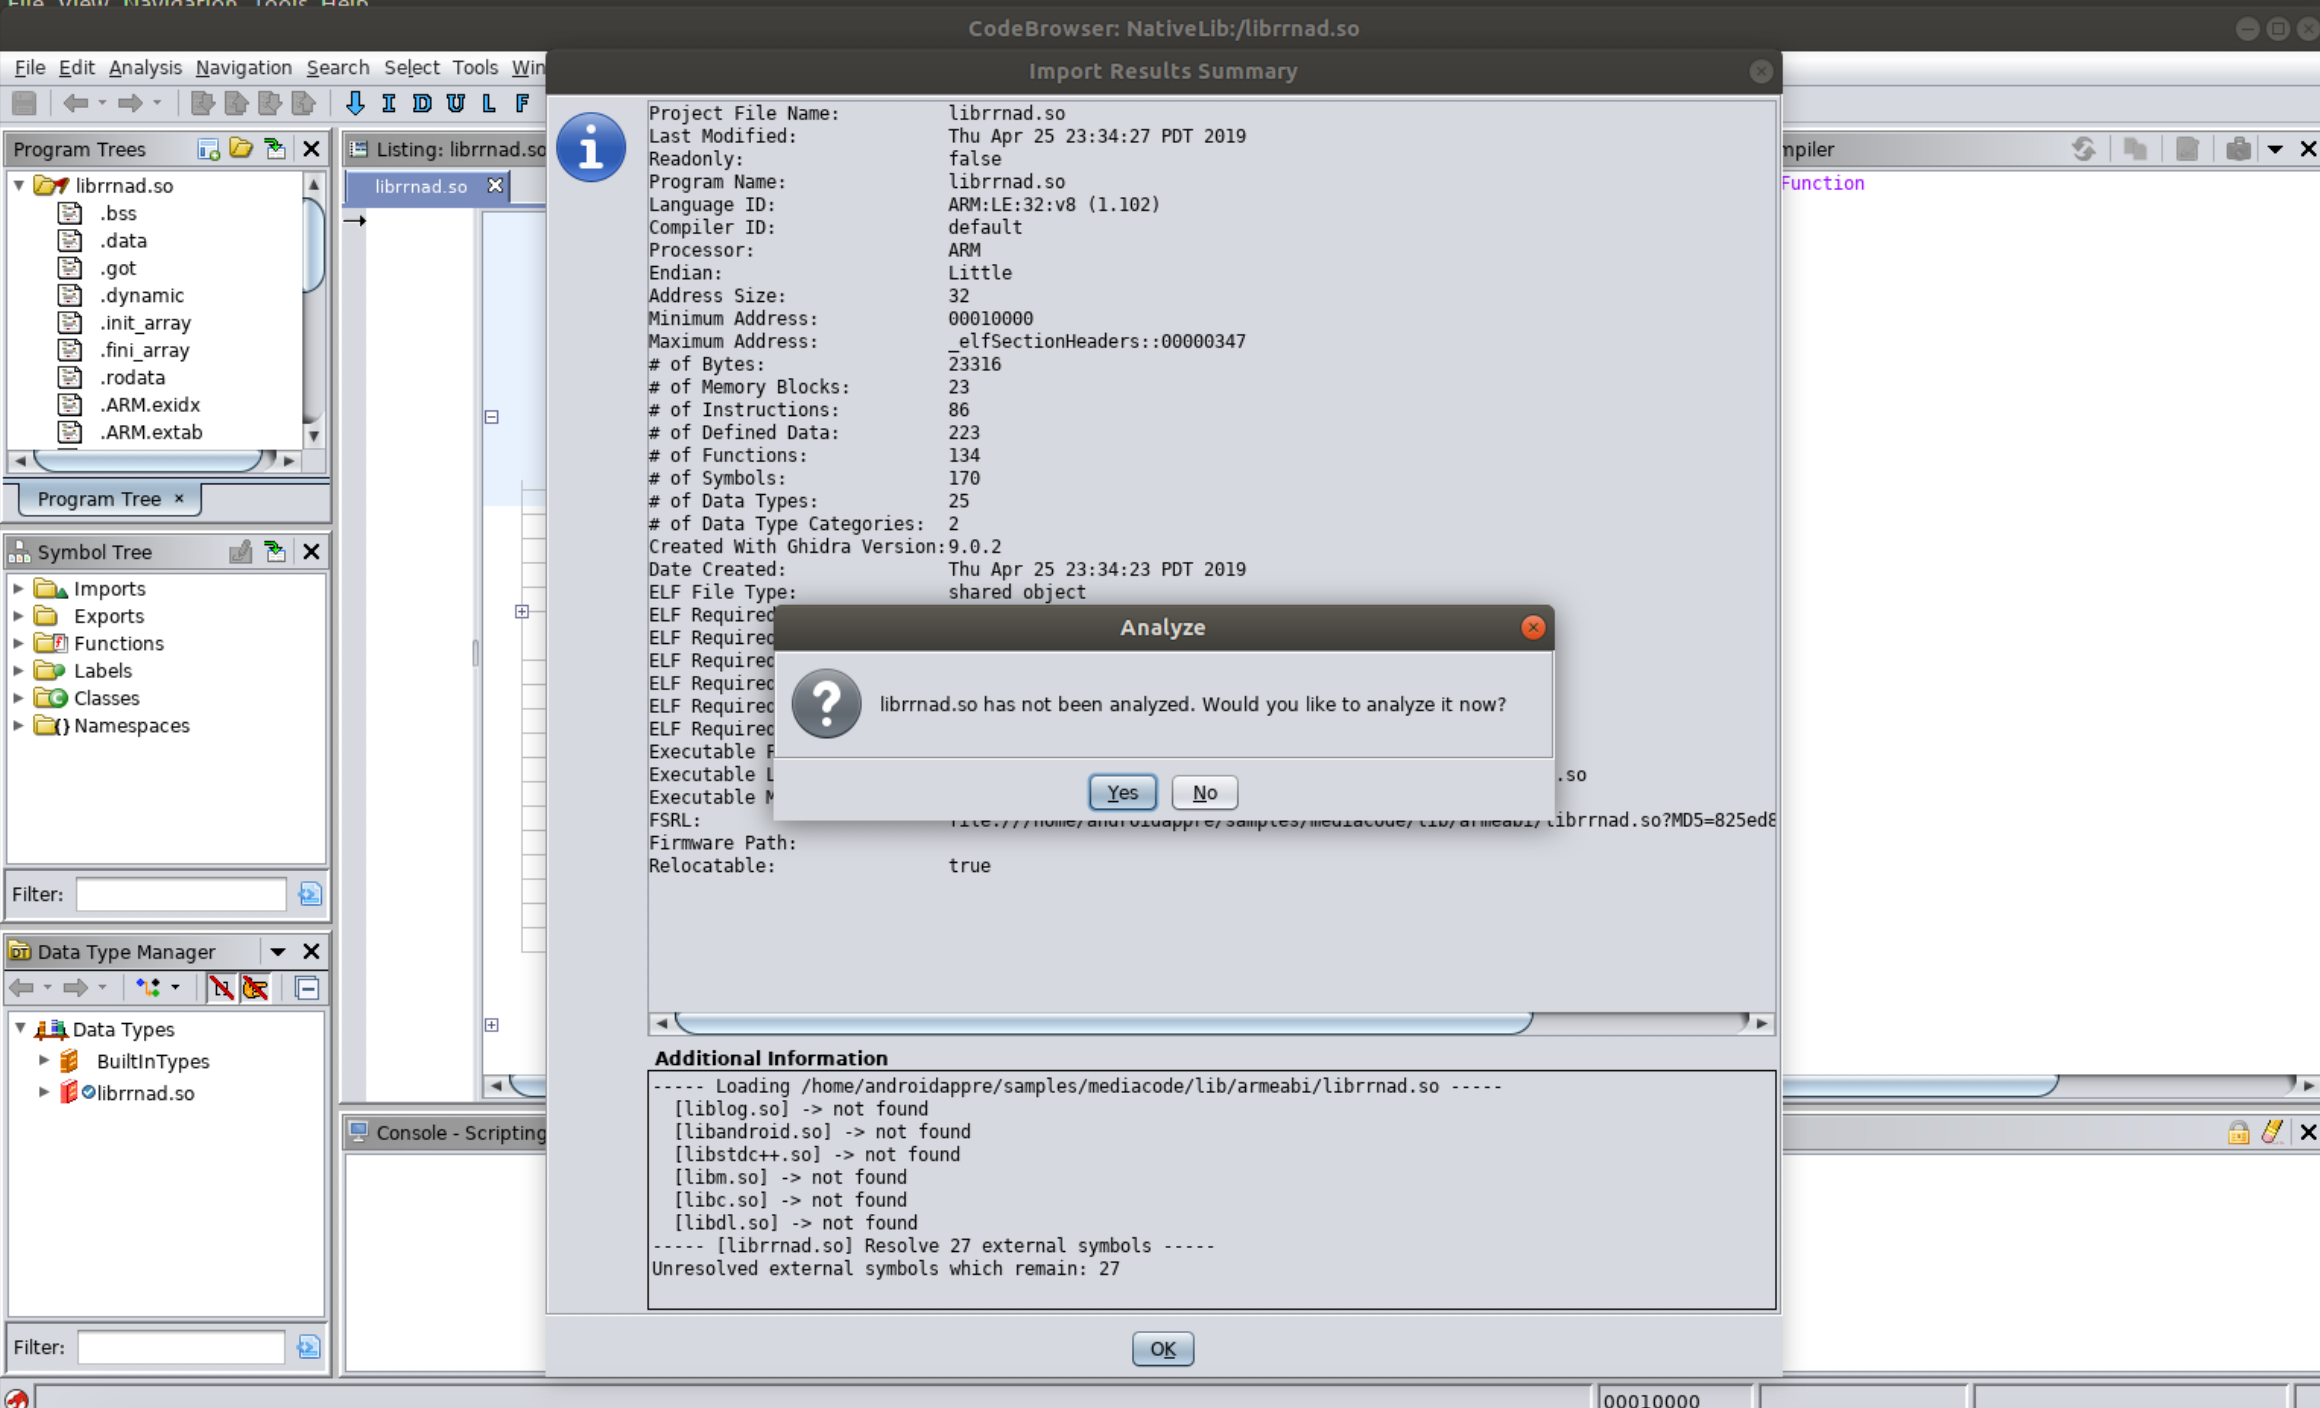 File View Navigation Tools Help
CodeBrowser: NativeLib:/librrnad.so
File Edit Analysis Navigation Search Select Tools Win
Import Results Summary
I D U L F
Program Trees
librrnad.so
.bss
.data
.got
.dynamic
.init_array
.fini_array
.rodata
.ARM.exidx
.ARM.extab
Program Tree
Symbol Tree
Imports
Exports
Functions
Labels
Classes
Namespaces
Filter:
Data Type Manager
Data Types
BuiltInTypes
librrnad.so
Filter:
Listing: librrnad.so
librrnad.so
Console - Scripting
Project File Name: librrnad.so
Last Modified: Thu Apr 25 23:34:27 PDT 2019
Readonly: false
Program Name: librrnad.so
Language ID: ARM:LE:32:v8 (1.102)
Compiler ID: default
Processor: ARM
Endian: Little
Address Size: 32
Minimum Address: 00010000
Maximum Address: _elfSectionHeaders::00000347
# of Bytes: 23316
# of Memory Blocks: 23
# of Instructions: 86
# of Defined Data: 223
# of Functions: 134
# of Symbols: 170
# of Data Types: 25
# of Data Type Categories: 2
Created With Ghidra Version: 9.0.2
Date Created: Thu Apr 25 23:34:23 PDT 2019
ELF File Type: shared object
ELF Required
ELF Required
ELF Required
ELF Required
ELF Required
ELF Required
Executable F
Executable L .so
Executable M
FSRL: file:///home/androidappre/samples/mediacode/lib/armeabi/librrnad.so?MD5=825ed8
Firmware Path:
Relocatable: true
Analyze
librrnad.so has not been analyzed. Would you like to analyze it now?
Yes No
Additional Information
----- Loading /home/androidappre/samples/mediacode/lib/armeabi/librrnad.so -----
[liblog.so] -> not found
[libandroid.so] -> not found
[libstdc++.so] -> not found
[libm.so] -> not found
[libc.so] -> not found
[libdl.so] -> not found
----- [librrnad.so] Resolve 27 external symbols -----
Unresolved external symbols which remain: 27
OK
mpiler
Function
00010000